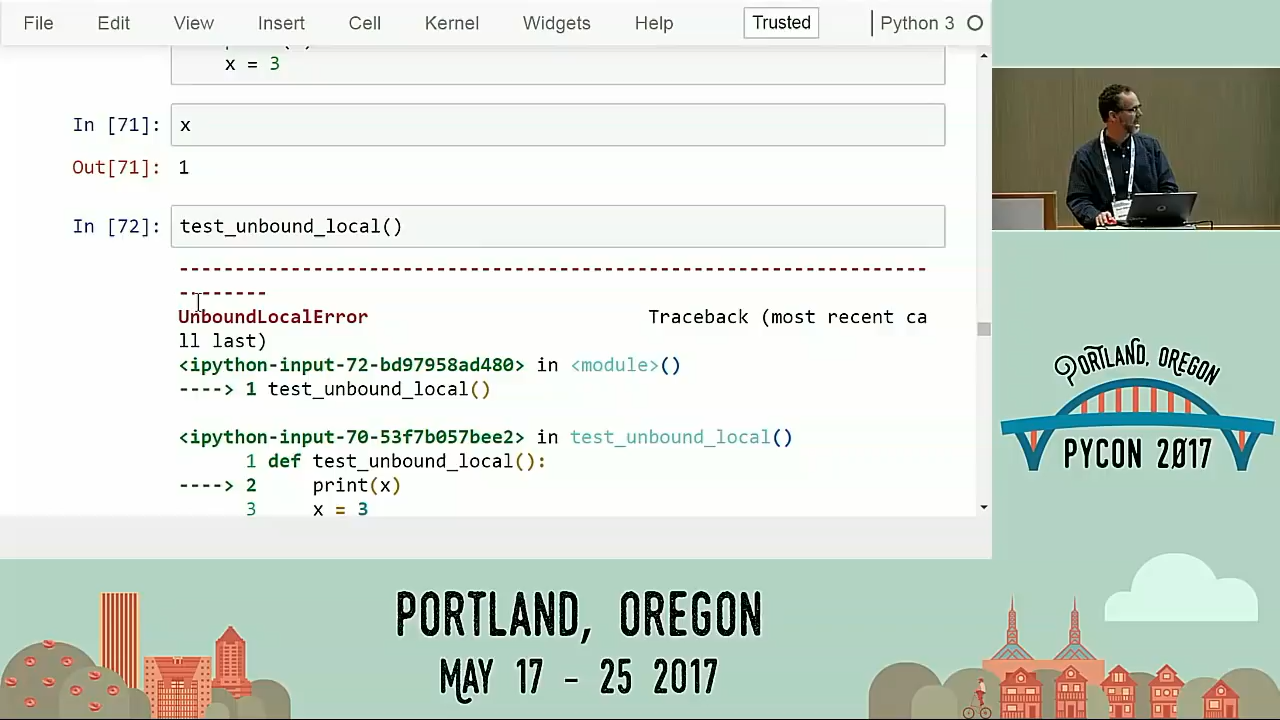 File Edit View Insert Cell Kernel Widgets Help Trusted Python 3
x = 3
In [71]: x
Out[71]: 1
In [72]: test_unbound_local()
---------------------------------------------------------------------------
UnboundLocalError Traceback (most recent ca
ll last)
<ipython-input-72-bd97958ad480> in <module>()
----> 1 test_unbound_local()
<ipython-input-70-53f7b057bee2> in test_unbound_local()
1 def test_unbound_local():
----> 2 print(x)
3 x = 3
PORTLAND, OREGON
PYCON 2017
PORTLAND, OREGON
MAY 17 - 25 2017